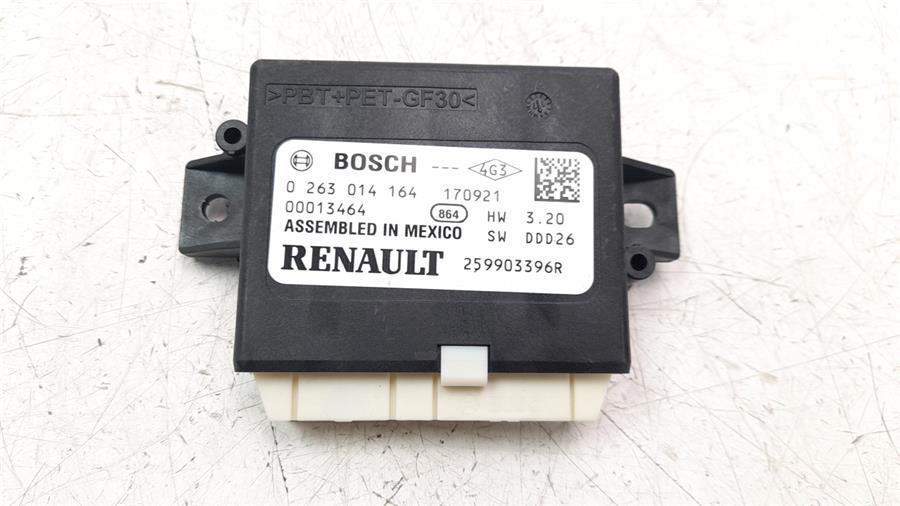 >PBT+PET-GF30<
BOSCH --- 4G3
0 263 014 164 170921
00013464 864 HW 3.20
ASSEMBLED IN MEXICO SW DDD26
RENAULT 259903396R